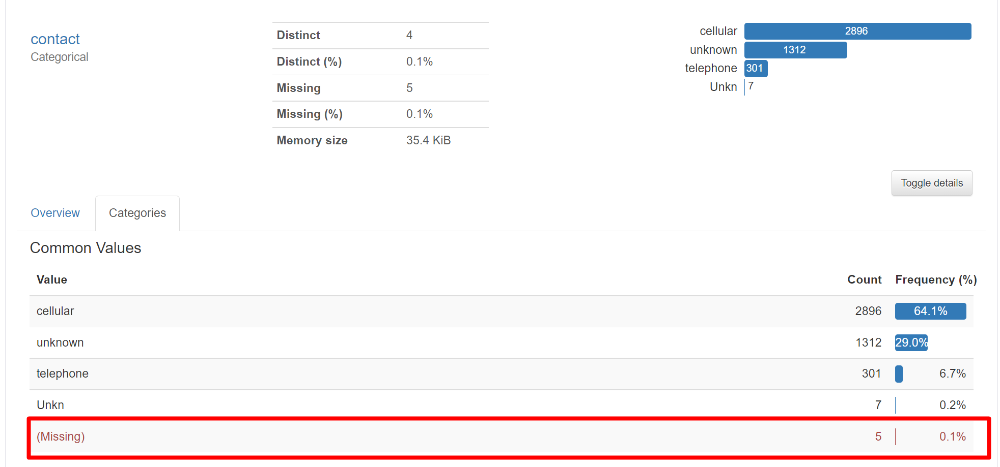 contact
Categorical
Distinct 4
Distinct (%) 0.1%
Missing 5
Missing (%) 0.1%
Memory size 35.4 KiB
cellular 2896
unknown 1312
telephone 301
Unkn 7
Toggle details
Overview Categories
Common Values
Value Count Frequency (%)
cellular 2896 64.1%
unknown 1312 29.0%
telephone 301 6.7%
Unkn 7 0.2%
(Missing) 5 0.1%